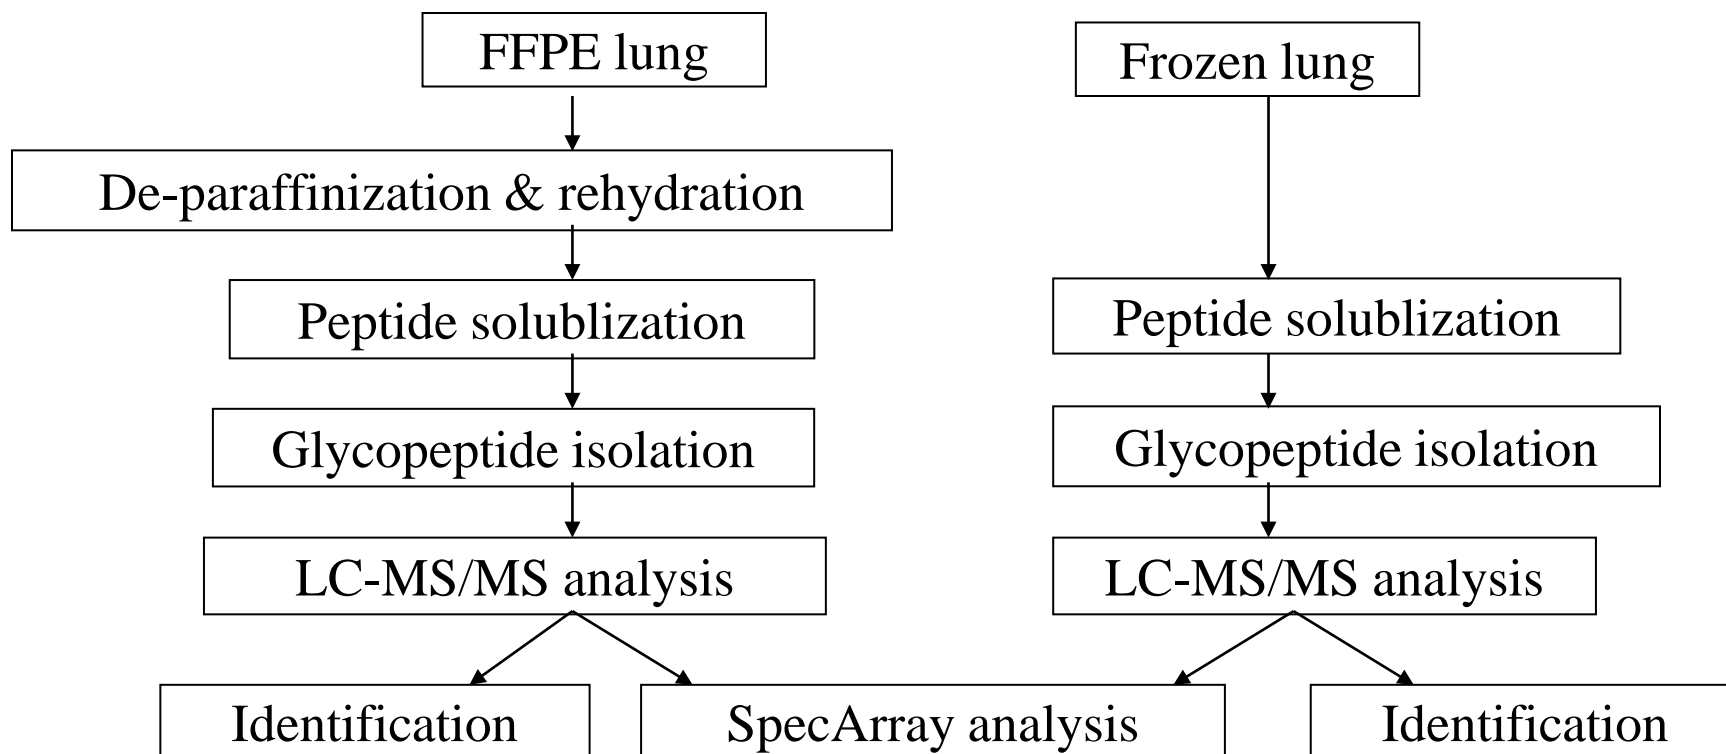 FFPE lung
Frozen lung
De-paraffinization & rehydration
Peptide solublization
Peptide solublization
Glycopeptide isolation
Glycopeptide isolation
LC-MS/MS analysis
LC-MS/MS analysis
Identification
SpecArray analysis
Identification